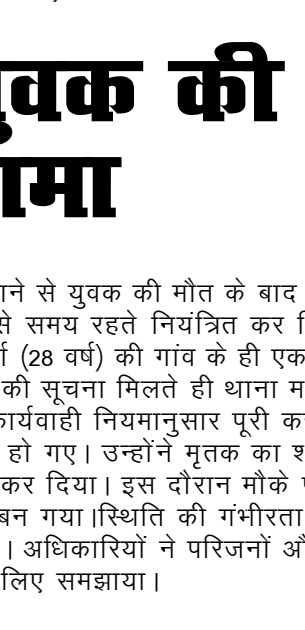 युवक की
ामा
ाने से युवक की मौत के बाद
से समय रहते नियंत्रित कर
र्मा (28 वर्ष) की गांव के ही एक
की सूचना मिलते ही थाना म
कार्यवाही नियमानुसार पूरी क
हो गए। उन्होंने मृतक का श
कर दिया। इस दौरान मौके
बन गया।स्थिति की गंभीरता
। अधिकारियों ने परिजनों औ
लिए समझाया।